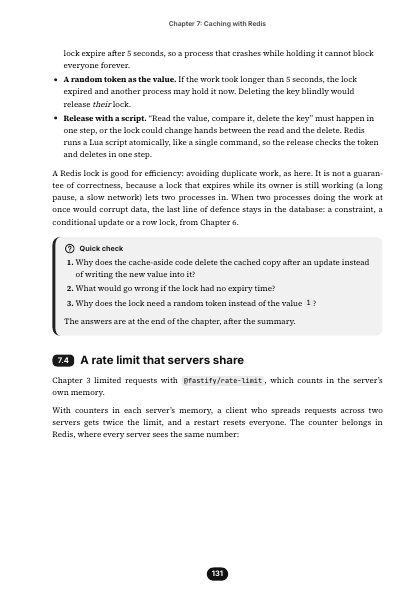 Chapter 7: Caching with Redis
lock expire after 5 seconds, so a process that crashes while holding it cannot block
everyone forever.
• A random token as the value. If the work took longer than 5 seconds, the lock
expired and another process may hold it now. Deleting the key blindly would
release their lock.
• Release with a script. “Read the value, compare it, delete the key” must happen in
one step, or the lock could change hands between the read and the delete. Redis
runs a Lua script atomically, like a single command, so the release checks the token
and deletes in one step.
A Redis lock is good for efficiency: avoiding duplicate work, as here. It is not a guaran-
tee of correctness, because a lock that expires while its owner is still working (a long
pause, a slow network) lets two processes in. When two processes doing the work at
once would corrupt data, the last line of defence stays in the database: a constraint, a
conditional update or a row lock, from Chapter 6.
? Quick check
1. Why does the cache-aside code delete the cached copy after an update instead
of writing the new value into it?
2. What would go wrong if the lock had no expiry time?
3. Why does the lock need a random token instead of the value 1 ?
The answers are at the end of the chapter, after the summary.
7.4 A rate limit that servers share
Chapter 3 limited requests with @fastify/rate-limit, which counts in the server’s
own memory.
With counters in each server’s memory, a client who spreads requests across two
servers gets twice the limit, and a restart resets everyone. The counter belongs in
Redis, where every server sees the same number:
131